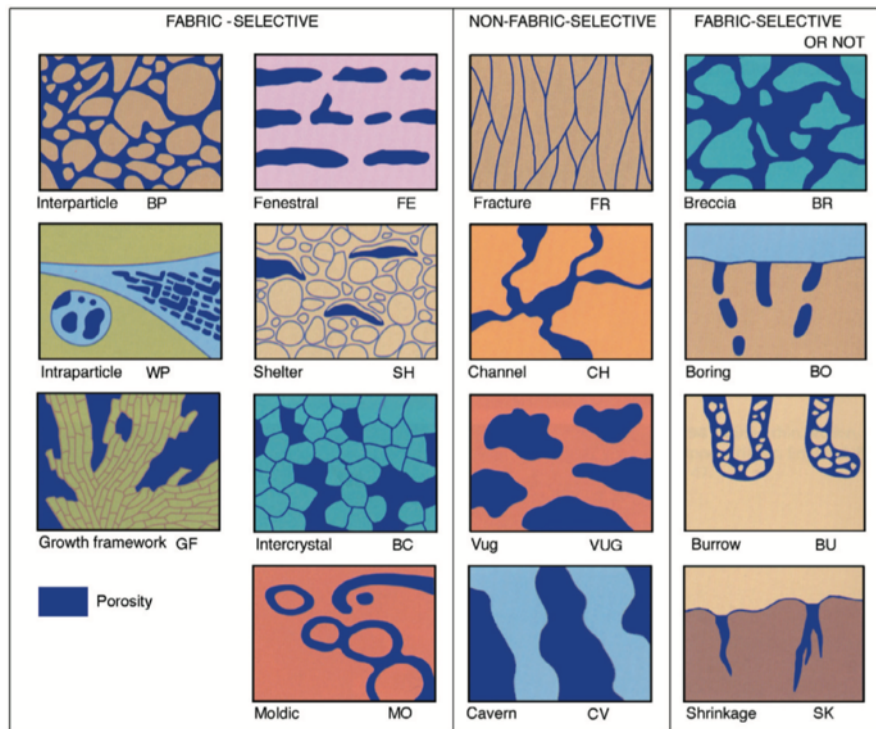 FABRIC - SELECTIVE
NON-FABRIC-SELECTIVE
FABRIC-SELECTIVE
OR NOT
Interparticle BP
Fenestral FE
Fracture FR
Breccia BR
Intraparticle WP
Shelter SH
Channel CH
Boring BO
Growth framework GF
Intercrystal BC
Vug VUG
Burrow BU
Porosity
Moldic MO
Cavern CV
Shrinkage SK